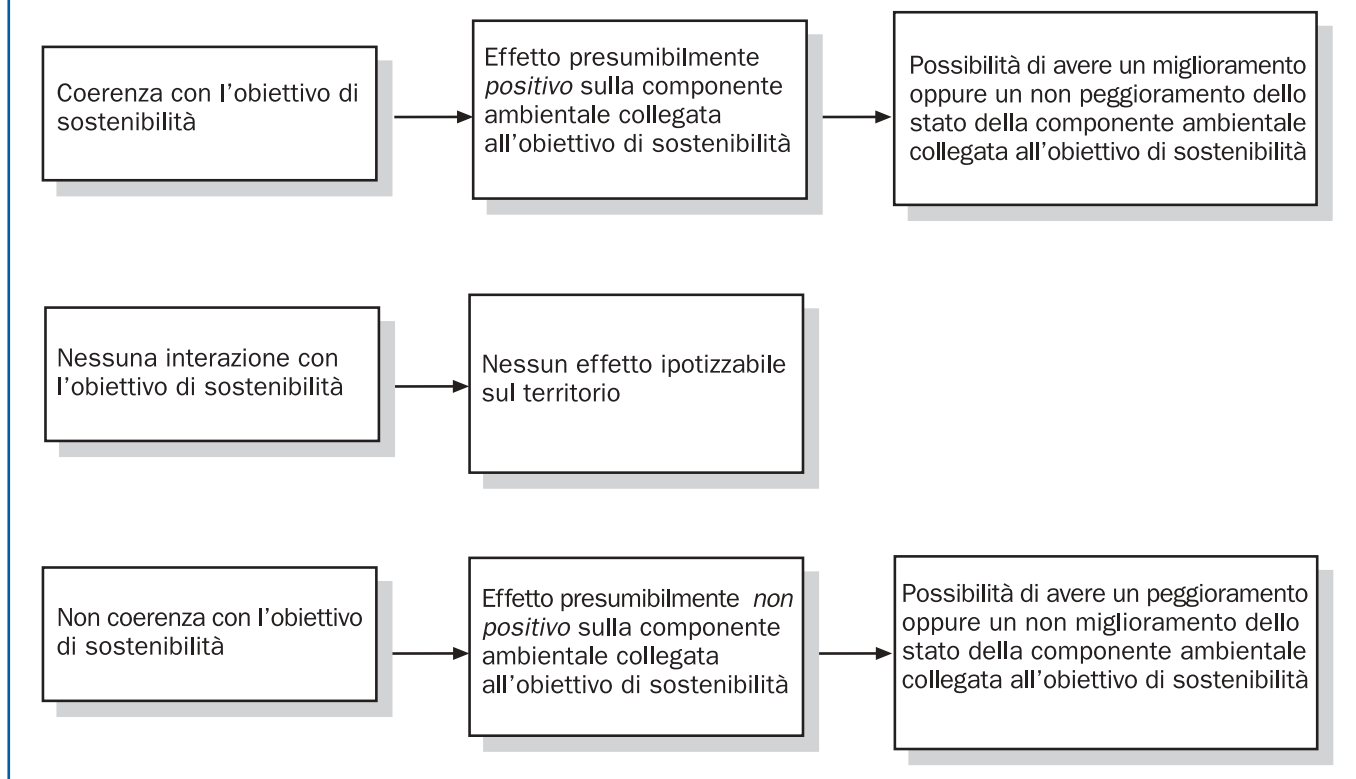 Coerenza con l'obiettivo di
sostenibilità
Effetto presumibilmente
positivo sulla componente
ambientale collegata
all'obiettivo di sostenibilità
Possibilità di avere un miglioramento
oppure un non peggioramento dello
stato della componente ambientale
collegata all'obiettivo di sostenibilità
Nessuna interazione con
l'obiettivo di sostenibilità
Nessun effetto ipotizzabile
sul territorio
Non coerenza con l'obiettivo
di sostenibilità
Effetto presumibilmente non
positivo sulla componente
ambientale collegata
all'obiettivo di sostenibilità
Possibilità di avere un peggioramento
oppure un non miglioramento dello
stato della componente ambientale
collegata all'obiettivo di sostenibilità